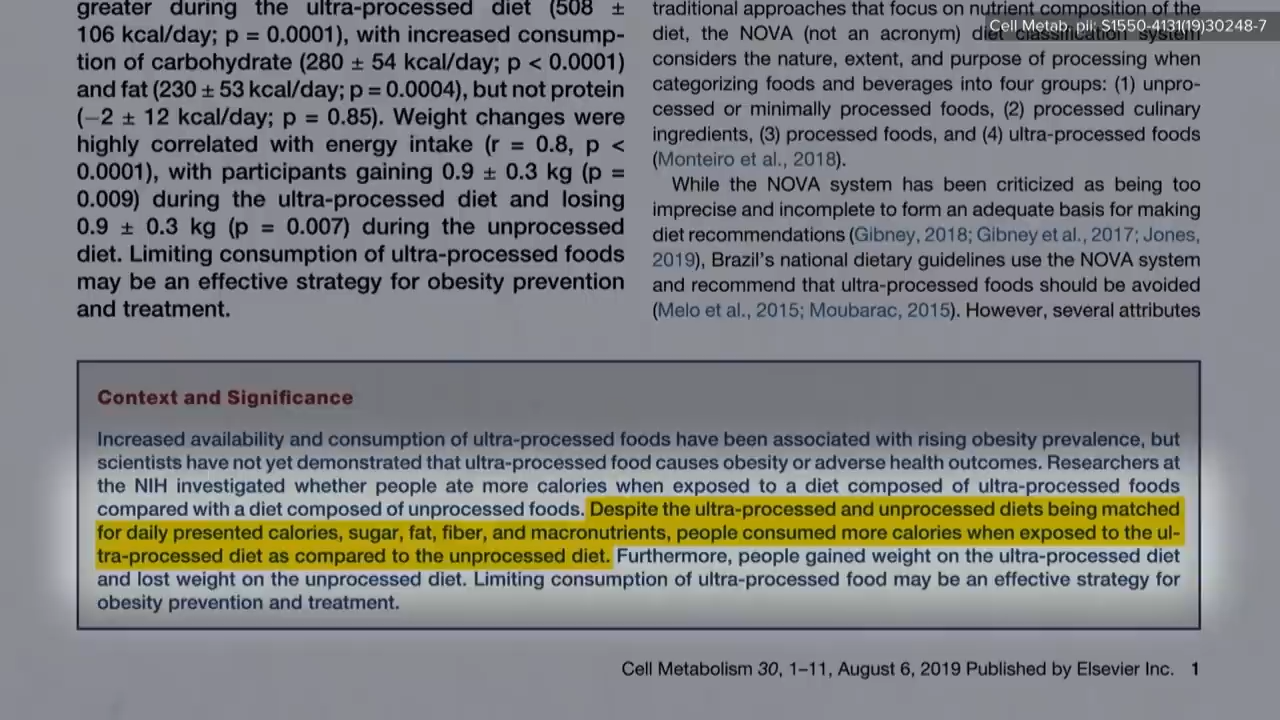 greater during the ultra-processed diet (508 ±
106 kcal/day; p = 0.0001), with increased consump-
tion of carbohydrate (280 ± 54 kcal/day; p < 0.0001)
and fat (230 ± 53 kcal/day; p = 0.0004), but not protein
(−2 ± 12 kcal/day; p = 0.85). Weight changes were
highly correlated with energy intake (r = 0.8, p <
0.0001), with participants gaining 0.9 ± 0.3 kg (p =
0.009) during the ultra-processed diet and losing
0.9 ± 0.3 kg (p = 0.007) during the unprocessed
diet. Limiting consumption of ultra-processed foods
may be an effective strategy for obesity prevention
and treatment.
traditional approaches that focus on nutrient composition of the
Cell Metab. pii: S1550-4131(19)30248-7
diet, the NOVA (not an acronym) diet classification system
considers the nature, extent, and purpose of processing when
categorizing foods and beverages into four groups: (1) unpro-
cessed or minimally processed foods, (2) processed culinary
ingredients, (3) processed foods, and (4) ultra-processed foods
(Monteiro et al., 2018).
While the NOVA system has been criticized as being too
imprecise and incomplete to form an adequate basis for making
diet recommendations (Gibney, 2018; Gibney et al., 2017; Jones,
2019), Brazil's national dietary guidelines use the NOVA system
and recommend that ultra-processed foods should be avoided
(Melo et al., 2015; Moubarac, 2015). However, several attributes
Context and Significance
Increased availability and consumption of ultra-processed foods have been associated with rising obesity prevalence, but
scientists have not yet demonstrated that ultra-processed food causes obesity or adverse health outcomes. Researchers at
the NIH investigated whether people ate more calories when exposed to a diet composed of ultra-processed foods
compared with a diet composed of unprocessed foods. Despite the ultra-processed and unprocessed diets being matched
for daily presented calories, sugar, fat, fiber, and macronutrients, people consumed more calories when exposed to the ul-
tra-processed diet as compared to the unprocessed diet. Furthermore, people gained weight on the ultra-processed diet
and lost weight on the unprocessed diet. Limiting consumption of ultra-processed food may be an effective strategy for
obesity prevention and treatment.
Cell Metabolism 30, 1–11, August 6, 2019 Published by Elsevier Inc. 1